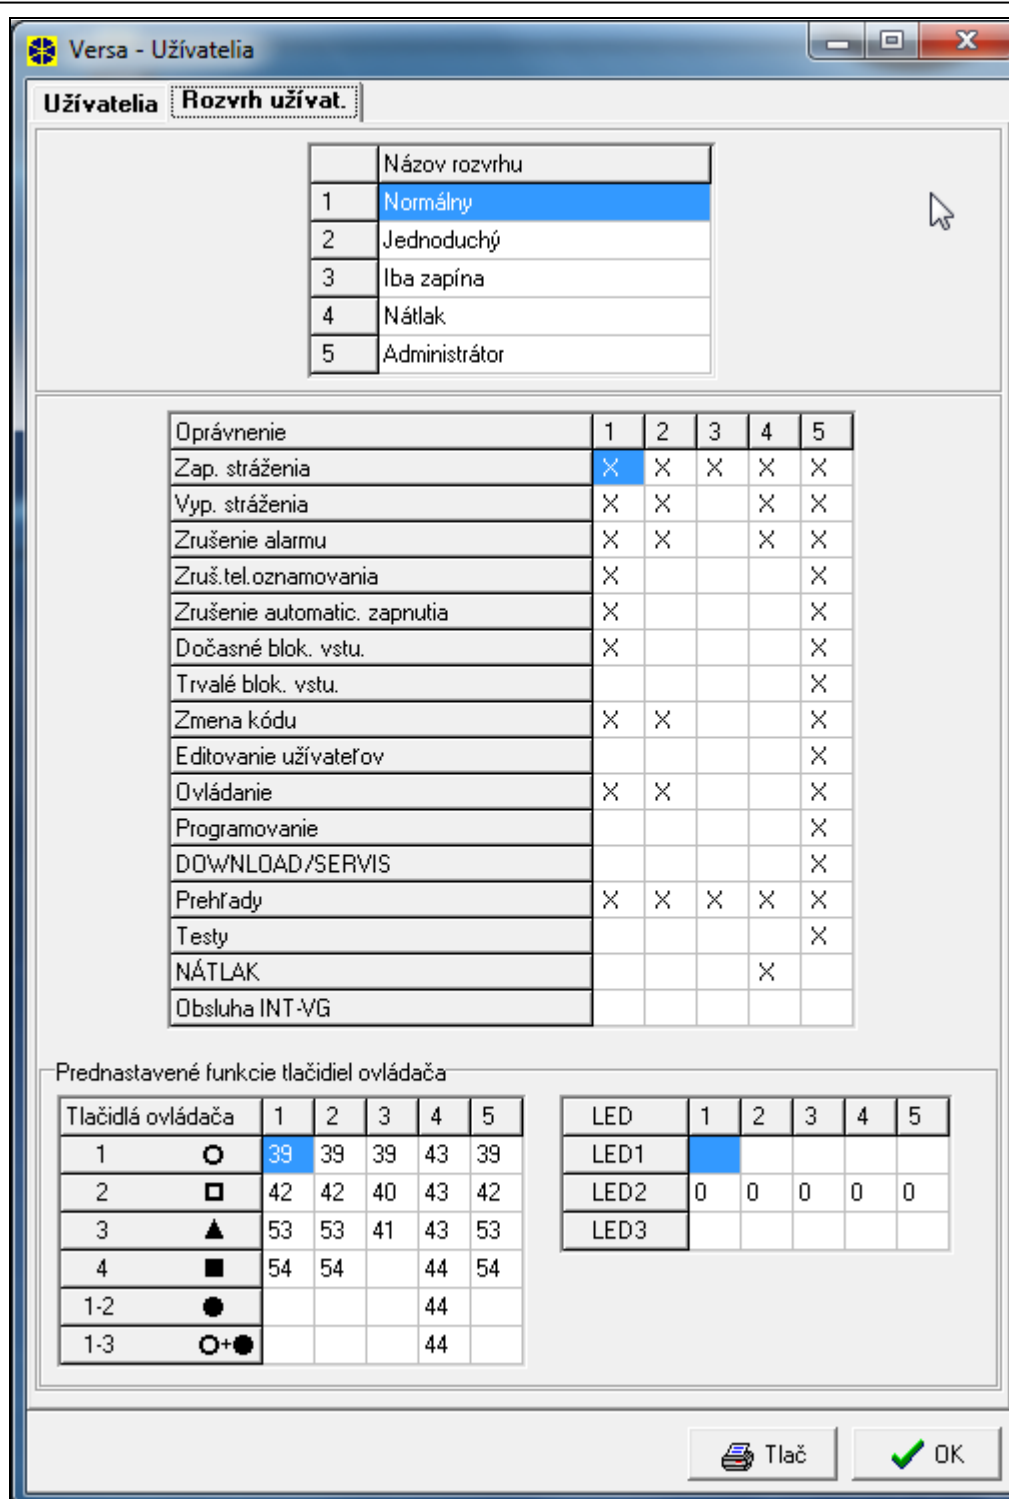 Versa - Užívatelia
Užívatelia Rozvrh užívat.
Názov rozvrhu
1 Normálny
2 Jednoduchý
3 Iba zapína
4 Nátlak
5 Administrátor
Oprávnenie 1 2 3 4 5
Zap. stráženia X X X X X
Vyp. stráženia X X X X
Zrušenie alarmu X X X X
Zruš.tel.oznamovania X X
Zrušenie automatic. zapnutia X X
Dočasné blok. vstu. X X
Trvalé blok. vstu. X
Zmena kódu X X X
Editovanie užívateľov X
Ovládanie X X X
Programovanie X
DOWNLOAD/SERVIS X
Prehľady X X X X X
Testy X
NÁTLAK X
Obsluha INT-VG
Prednastavené funkcie tlačidiel ovládača
Tlačidlá ovládača 1 2 3 4 5
1 39 39 39 43 39
2 42 42 40 43 42
3 53 53 41 43 53
4 54 54 44 54
1-2 44
1-3 + 44
LED 1 2 3 4 5
LED1
LED2 0 0 0 0 0
LED3
Tlač OK